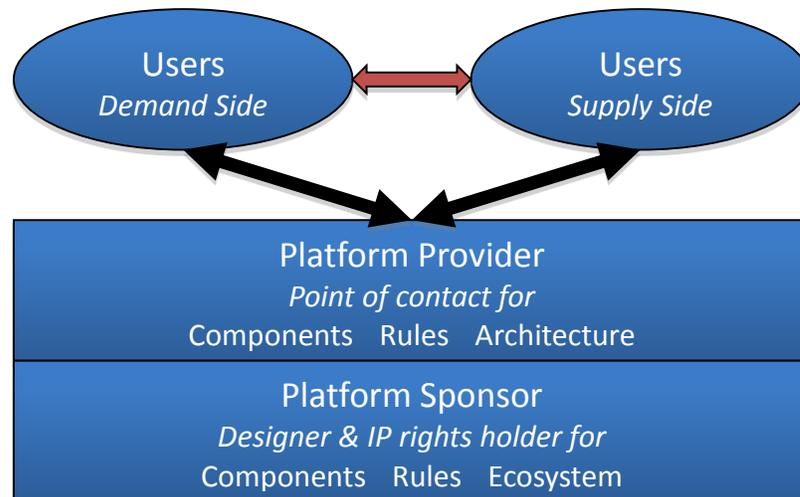 Users
Demand Side
Users
Supply Side
Platform Provider
Point of contact for
Components Rules Architecture
Platform Sponsor
Designer & IP rights holder for
Components Rules Ecosystem